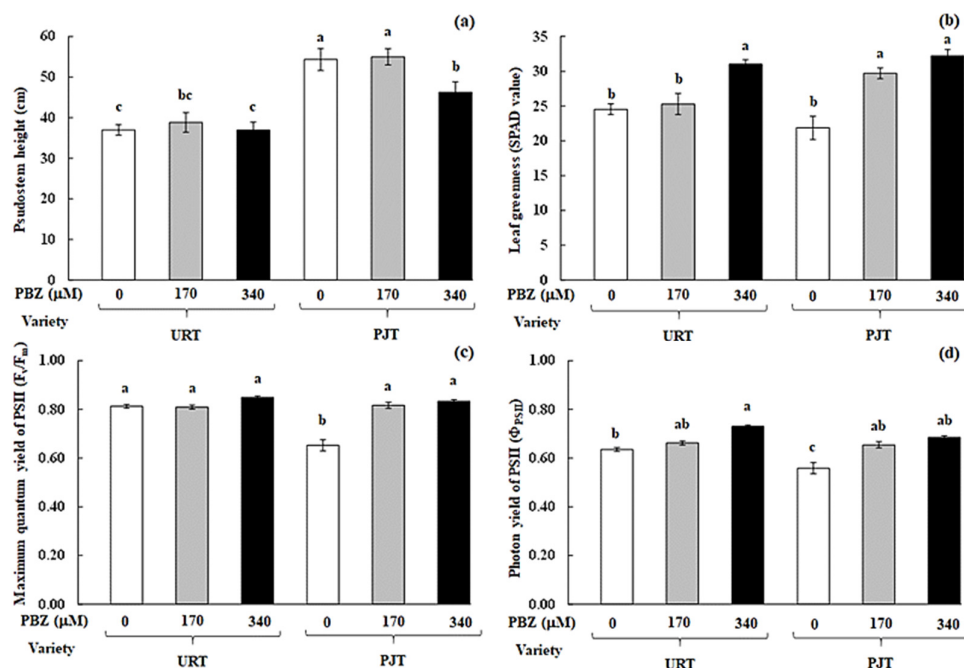 (a)
Psudostem height (cm)
60
50
40
30
20
10
0
c
bc
c
a
a
b
PBZ (µM)
0
170
340
0
170
340
Variety
URT
PJT
(b)
Leaf greenness (SPAD value)
35
30
25
20
15
10
5
0
b
b
a
b
a
a
PBZ (µM)
0
170
340
0
170
340
Variety
URT
PJT
(c)
Maximum quantum yield of PSII (Fv/Fm)
1.00
0.80
0.60
0.40
0.20
0.00
a
a
a
b
a
a
PBZ (µM)
0
170
340
0
170
340
Variety
URT
PJT
(d)
Photon yield of PSII (ΦPSII)
1.00
0.80
0.60
0.40
0.20
0.00
b
ab
a
c
ab
ab
PBZ (µM)
0
170
340
0
170
340
Variety
URT
PJT